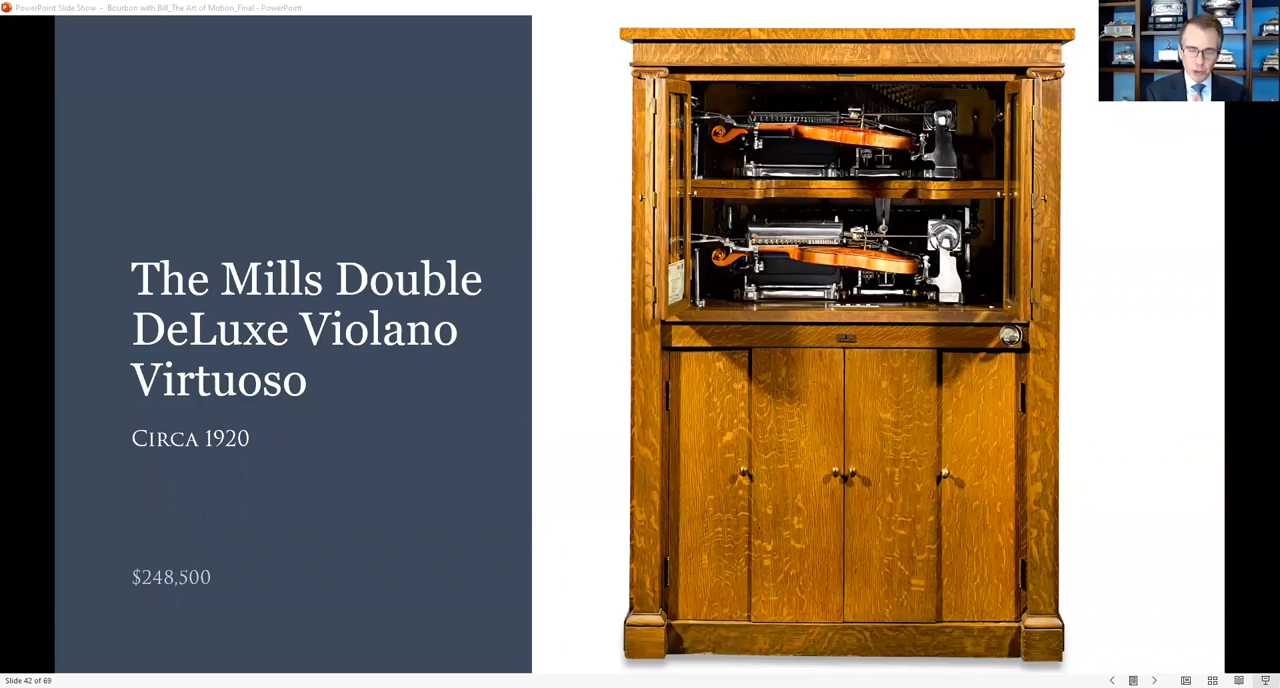 PowerPoint Slide Show - Bourbon with Bill_The Art of Motion_Final - PowerPoint
The Mills Double
DeLuxe Violano
Virtuoso
Circa 1920
$248,500
Slide 42 of 69